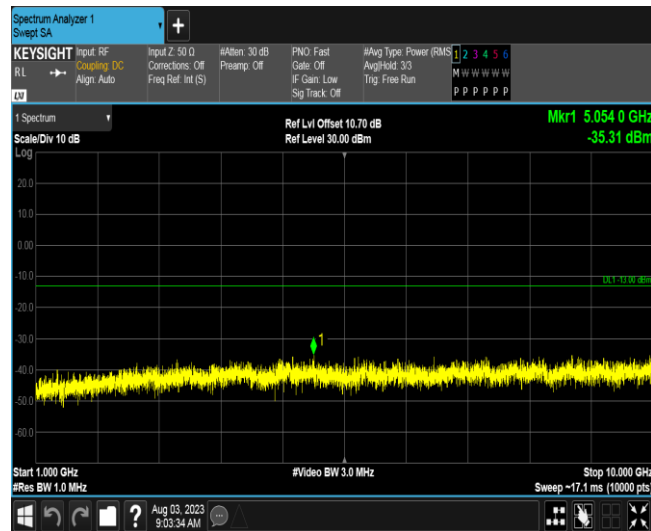 Spectrum Analyzer 1
Swept SA
KEYSIGHT
RL
LXI
Input: RF
Coupling: DC
Align: Auto
Input Z: 50 Ω
Corrections: Off
Freq Ref: Int (S)
#Atten: 30 dB
Preamp: Off
PNO: Fast
Gate: Off
IF Gain: Low
Sig Track: Off
#Avg Type: Power (RMS
Avg|Hold: 3/3
Trig: Free Run
1 2 3 4 5 6
M W W W W W
P P P P P P
1 Spectrum
Scale/Div 10 dB
Ref Lvl Offset 10.70 dB
Ref Level 30.00 dBm
Mkr1 5.054 0 GHz
-35.31 dBm
Log
20.0
10.0
0.00
-10.0
DL1 -13.00 dBm
-20.0
-30.0
1
-40.0
-50.0
-60.0
Start 1.000 GHz
#Video BW 3.0 MHz
Stop 10.000 GHz
#Res BW 1.0 MHz
Sweep ~17.1 ms (10000 pts)
?
Aug 03, 2023
9:03:34 AM